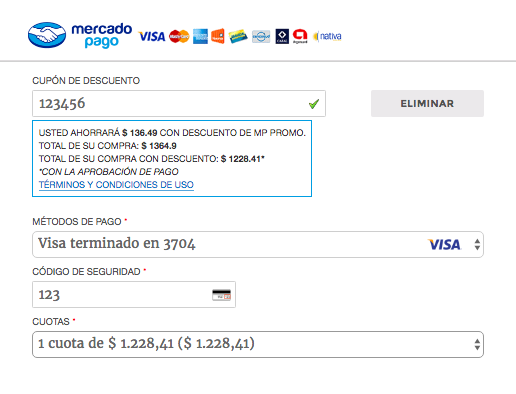 mercado
pago
VISA
nativa
CUPÓN DE DESCUENTO
123456
ELIMINAR
USTED AHORRARÁ $ 136.49 CON DESCUENTO DE MP PROMO.
TOTAL DE SU COMPRA: $ 1364.9
TOTAL DE SU COMPRA CON DESCUENTO: $ 1228.41*
*CON LA APROBACIÓN DE PAGO
TÉRMINOS Y CONDICIONES DE USO
MÉTODOS DE PAGO *
Visa terminado en 3704
VISA
CÓDIGO DE SEGURIDAD *
123
CUOTAS *
1 cuota de $ 1.228,41 ($ 1.228,41)